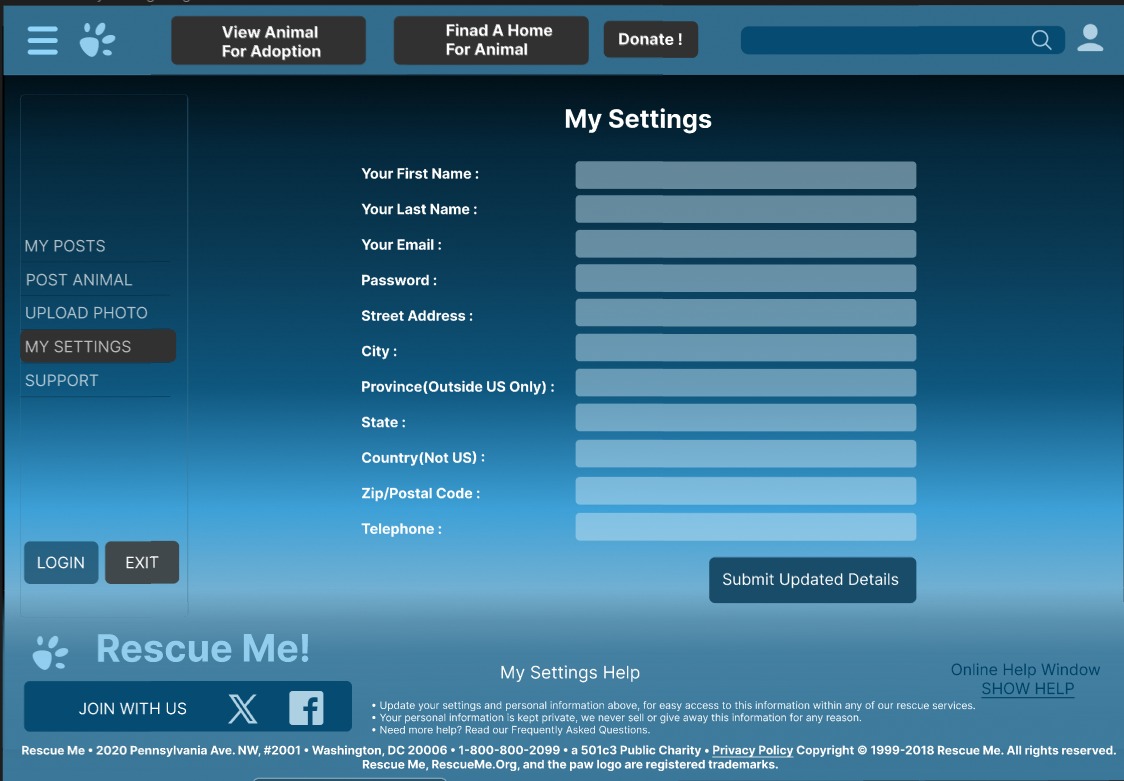 View Animal
For Adoption
Finad A Home
For Animal
Donate !
My Settings
Your First Name :
Your Last Name :
Your Email :
Password :
Street Address :
City :
Province(Outside US Only) :
State :
Country(Not US) :
Zip/Postal Code :
Telephone :
Submit Updated Details
MY POSTS
POST ANIMAL
UPLOAD PHOTO
MY SETTINGS
SUPPORT
LOGIN
EXIT
Rescue Me!
JOIN WITH US
My Settings Help
• Update your settings and personal information above, for easy access to this information within any of our rescue services.
• Your personal information is kept private, we never sell or give away this information for any reason.
• Need more help? Read our Frequently Asked Questions.
Online Help Window
SHOW HELP
Rescue Me • 2020 Pennsylvania Ave. NW, #2001 • Washington, DC 20006 • 1-800-800-2099 • a 501c3 Public Charity • Privacy Policy Copyright © 1999-2018 Rescue Me. All rights reserved.
Rescue Me, RescueMe.Org, and the paw logo are registered trademarks.